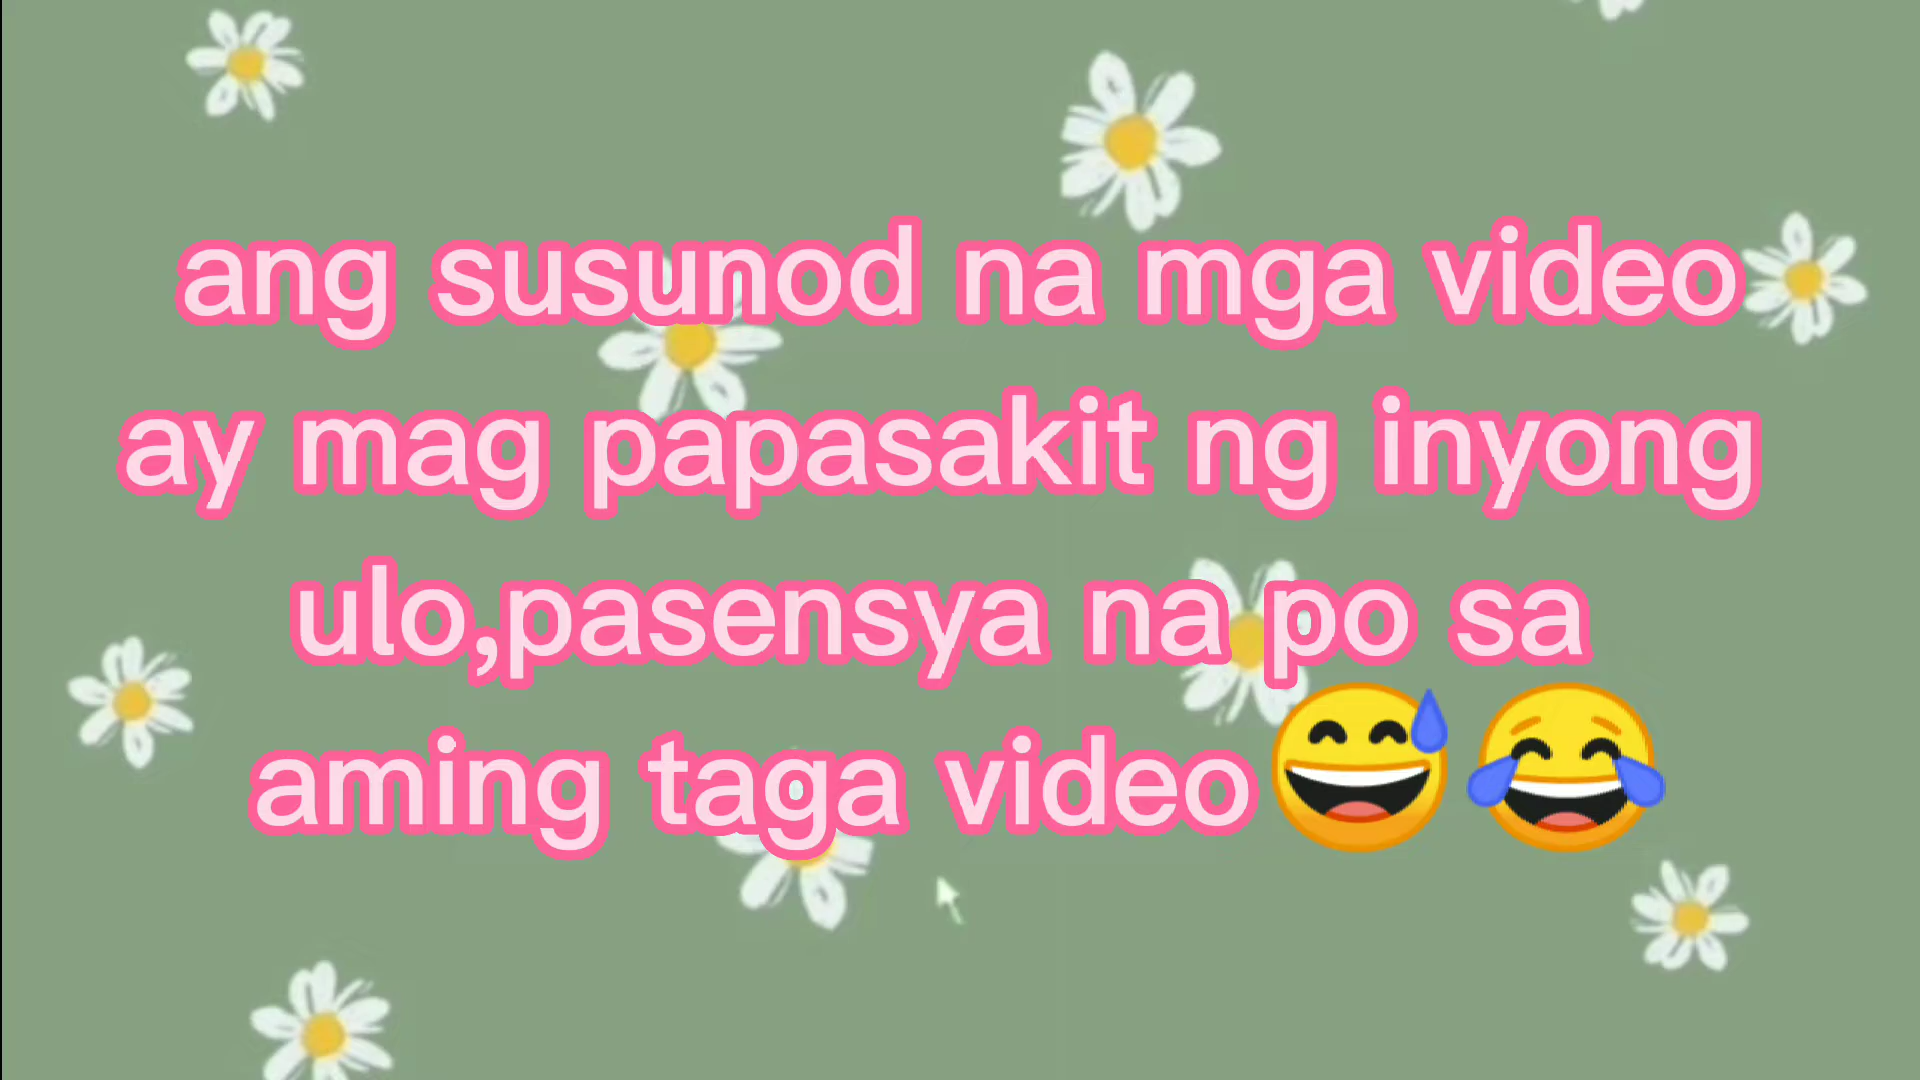 ang susunod na mga video
ay mag papasakit ng inyong
ulo,pasensya na po sa
aming taga video😅😂